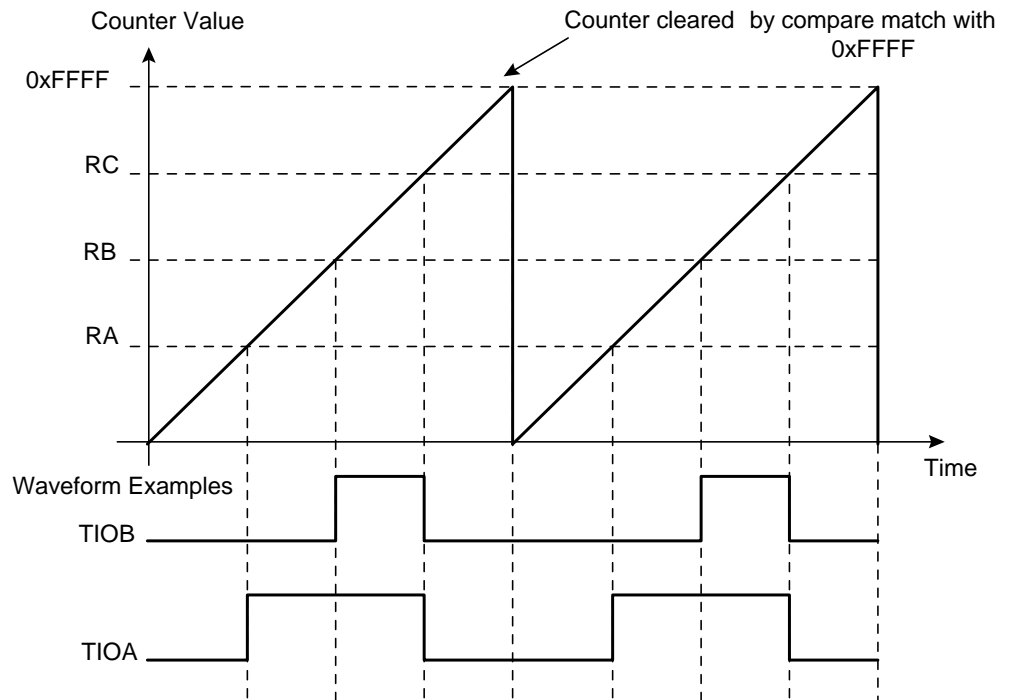 Counter Value
Counter cleared by compare match with
0xFFFF
0xFFFF
RC
RB
RA
Time
Waveform Examples
TIOB
TIOA